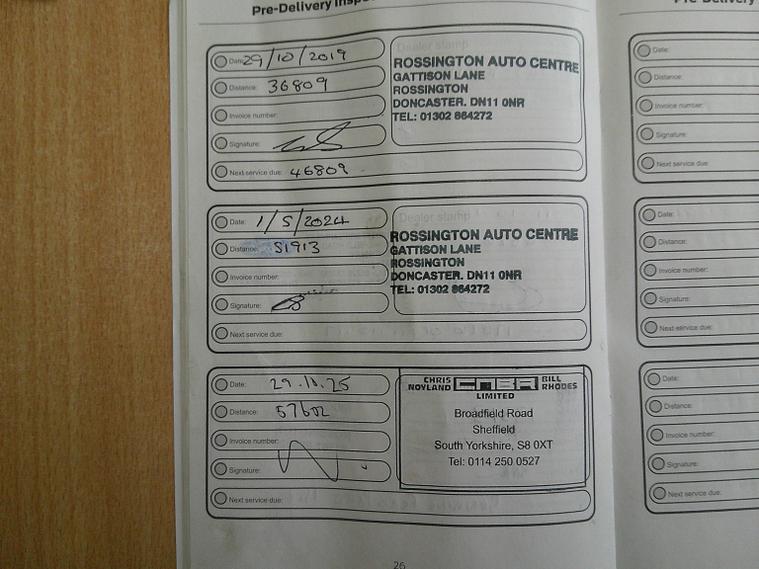 Pre-Delivery
Date: 29/10/2019
Distance: 36809
Invoice number:
Signature:
Next service due: 46809
Dealer stamp
ROSSINGTON AUTO CENTRE
GATTISON LANE
ROSSINGTON
DONCASTER. DN11 0NR
TEL: 01302 864272
Date: 1/5/2024
Distance: 51913
Invoice number:
Signature:
Next service due:
Dealer stamp
ROSSINGTON AUTO CENTRE
GATTISON LANE
ROSSINGTON
DONCASTER. DN11 0NR
TEL: 01302 864272
Date:
Distance: 57602
Invoice number:
Signature:
Next service due:
CHRIS NOYLAND BILL RHODES
LIMITED
Broadfield Road
Sheffield
South Yorkshire, S8 0XT
Tel: 0114 250 0527
26
Pre-Delivery
Date:
Distance:
Invoice number:
Signature:
Next service due:
Date:
Distance:
Invoice number:
Signature:
Next service due:
Date:
Distance:
Invoice number:
Signature:
Next service due: